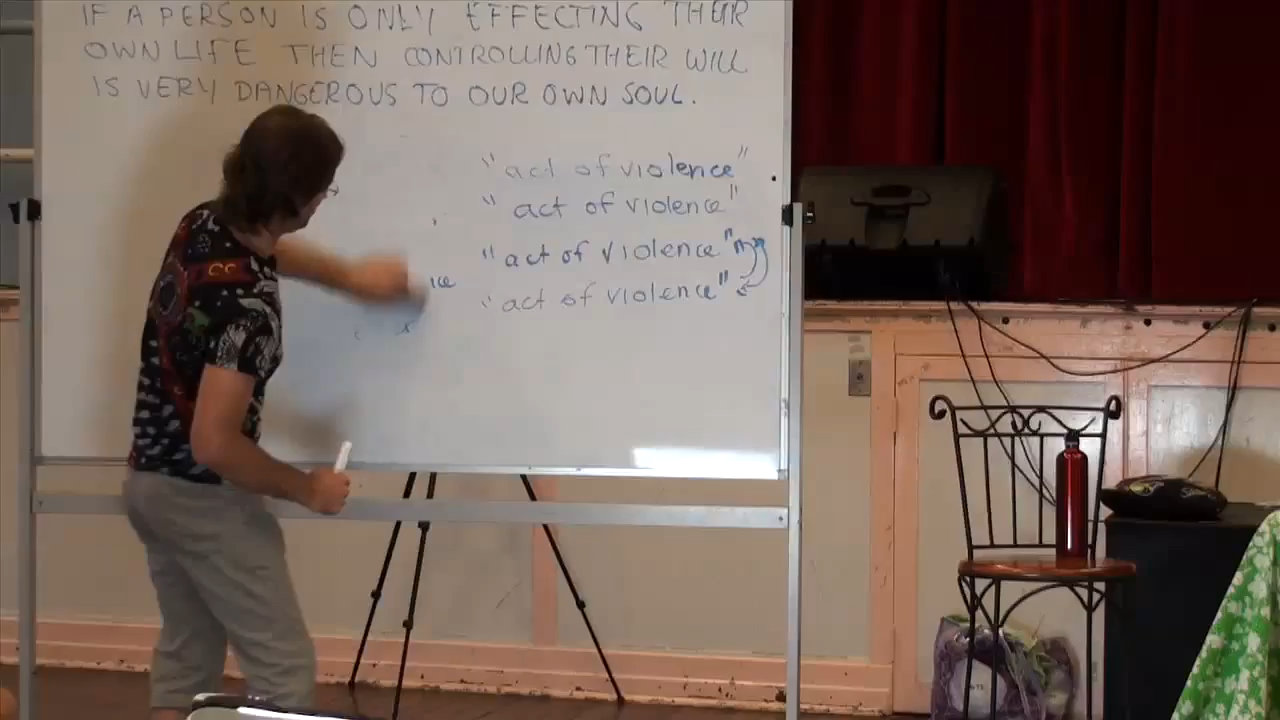 IF A PERSON IS ONLY EFFECTING THEIR
OWN LIFE THEN CONTROLLING THEIR WILL
IS VERY DANGEROUS TO OUR OWN SOUL.
"act of violence"
"act of violence"
"act of violence"
"act of violence"